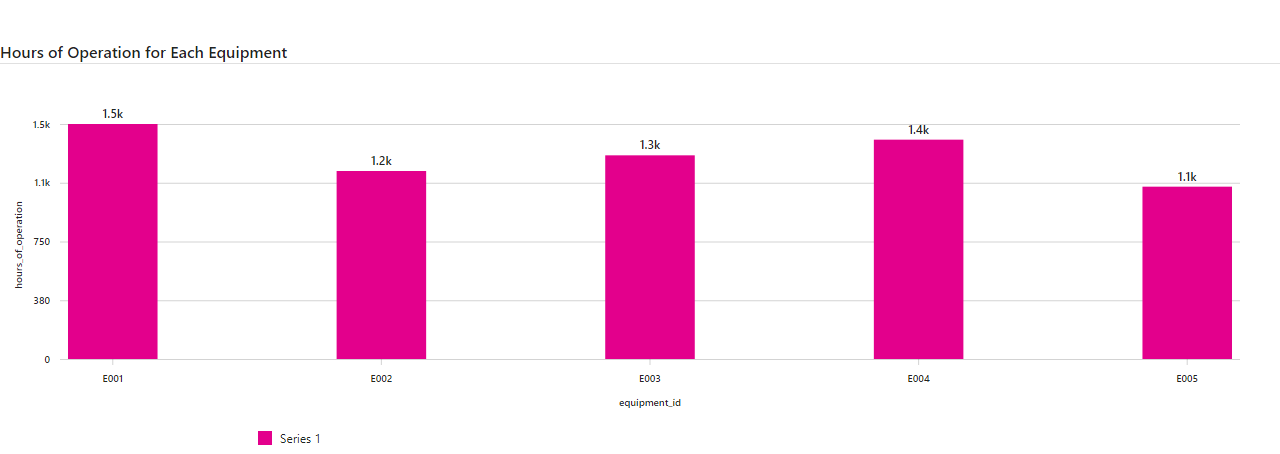 Hours of Operation for Each Equipment
1.5k
1.2k
1.3k
1.4k
1.1k
1.5k
1.1k
750
380
0
hours_of_operation
E001 E002 E003 E004 E005
equipment_id
Series 1